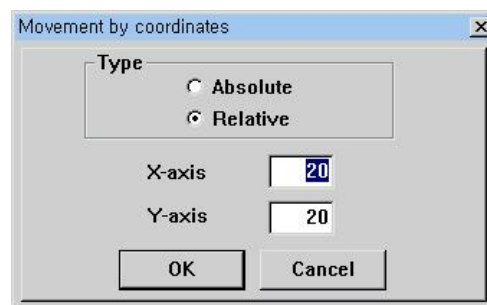 Movement by coordinates
Type
Absolute
Relative
X-axis 20
Y-axis 20
OK Cancel